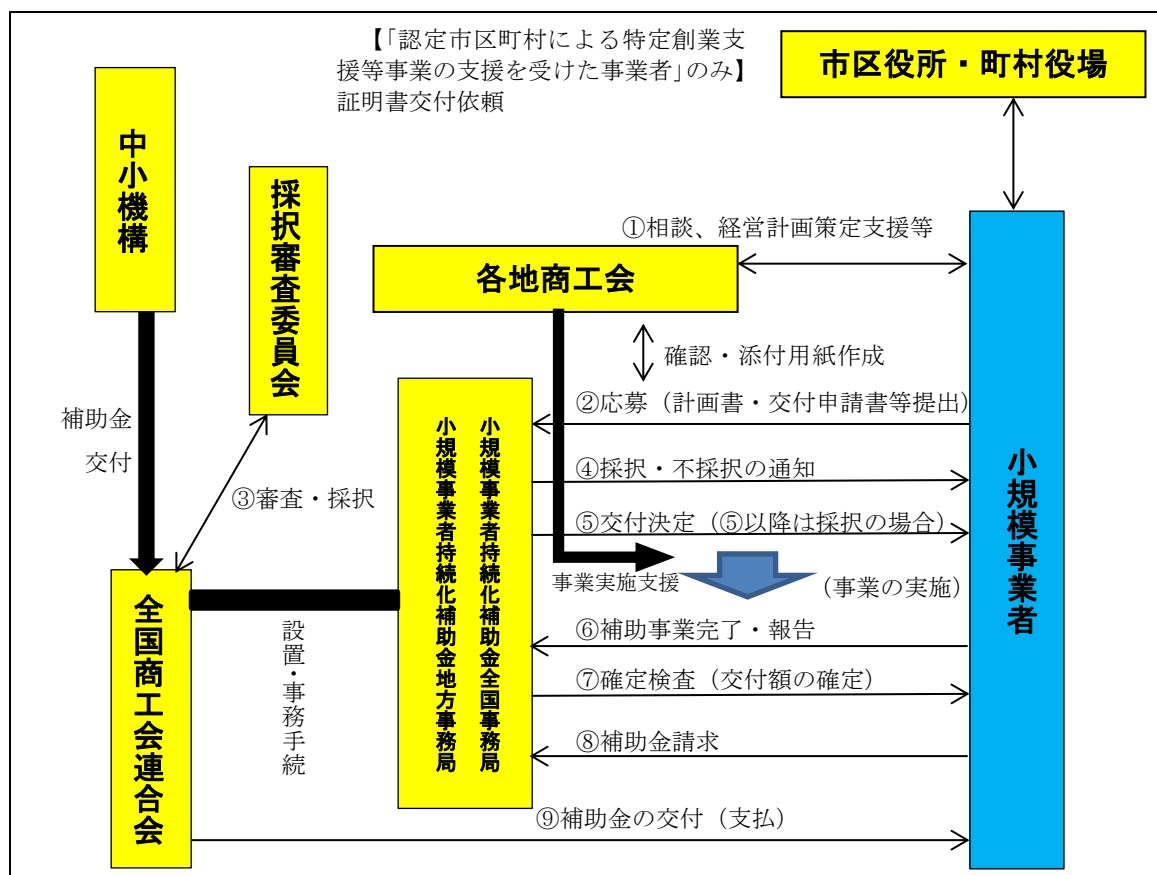 【｢認定市区町村による特定創業支
援等事業の支援を受けた事業者｣のみ】
証明書交付依頼
市区役所・町村役場
中小機構
採択審査委員会
①相談、経営計画策定支援等
各地商工会
確認・添付用紙作成
補助金
交付
②応募（計画書・交付申請書等提出）
④採択・不採択の通知
③審査・採択
⑤交付決定（⑤以降は採択の場合）
小規模事業者持続化補助金全国事務局
小規模事業者持続化補助金地方事務局
小規模事業者
事業実施支援
（事業の実施）
全国商工会連合会
設置・事務手続
⑥補助事業完了・報告
⑦確定検査（交付額の確定）
⑧補助金請求
⑨補助金の交付（支払）